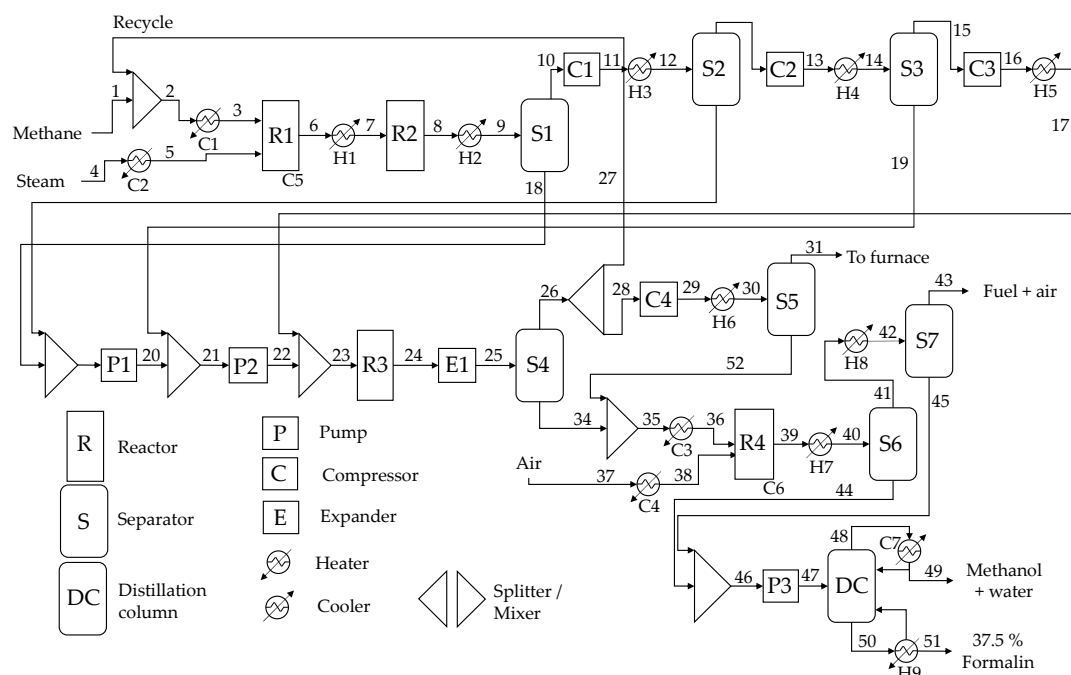 Recycle
1
2
3
Methane
C1
4
5
Steam
C2
R1
C5
6
7
H1
R2
8
9
H2
S1
10
C1
11
12
H3
S2
C2
13
14
H4
S3
15
C3
16
H5
17
18
27
19
P1
20
21
P2
22
23
R3
24
E1
25
S4
26
28
C4
29
30
H6
S5
31
To furnace
52
34
35
36
C3
R4
C6
Air
37
38
C4
39
40
H7
S6
41
42
H8
S7
43
Fuel + air
45
44
46
P3
47
DC
48
C7
49
Methanol
+ water
50
51
H9
37.5 %
Formalin
R
Reactor
S
Separator
DC
Distillation
column
P
Pump
C
Compressor
E
Expander
Heater
Cooler
Splitter /
Mixer